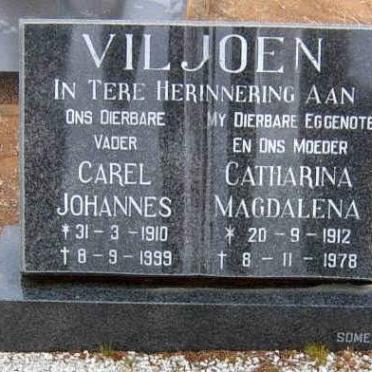 VILJOEN
IN TERE HERINNERING AAN
ONS DIERBARE
VADER
CAREL
JOHANNES
* 31 - 3 - 1910
† 8 - 9 - 1999
MY DIERBARE EGGENOTE
EN ONS MOEDER
CATHARINA
MAGDALENA
* 20 - 9 - 1912
† 8 - 11 - 1978